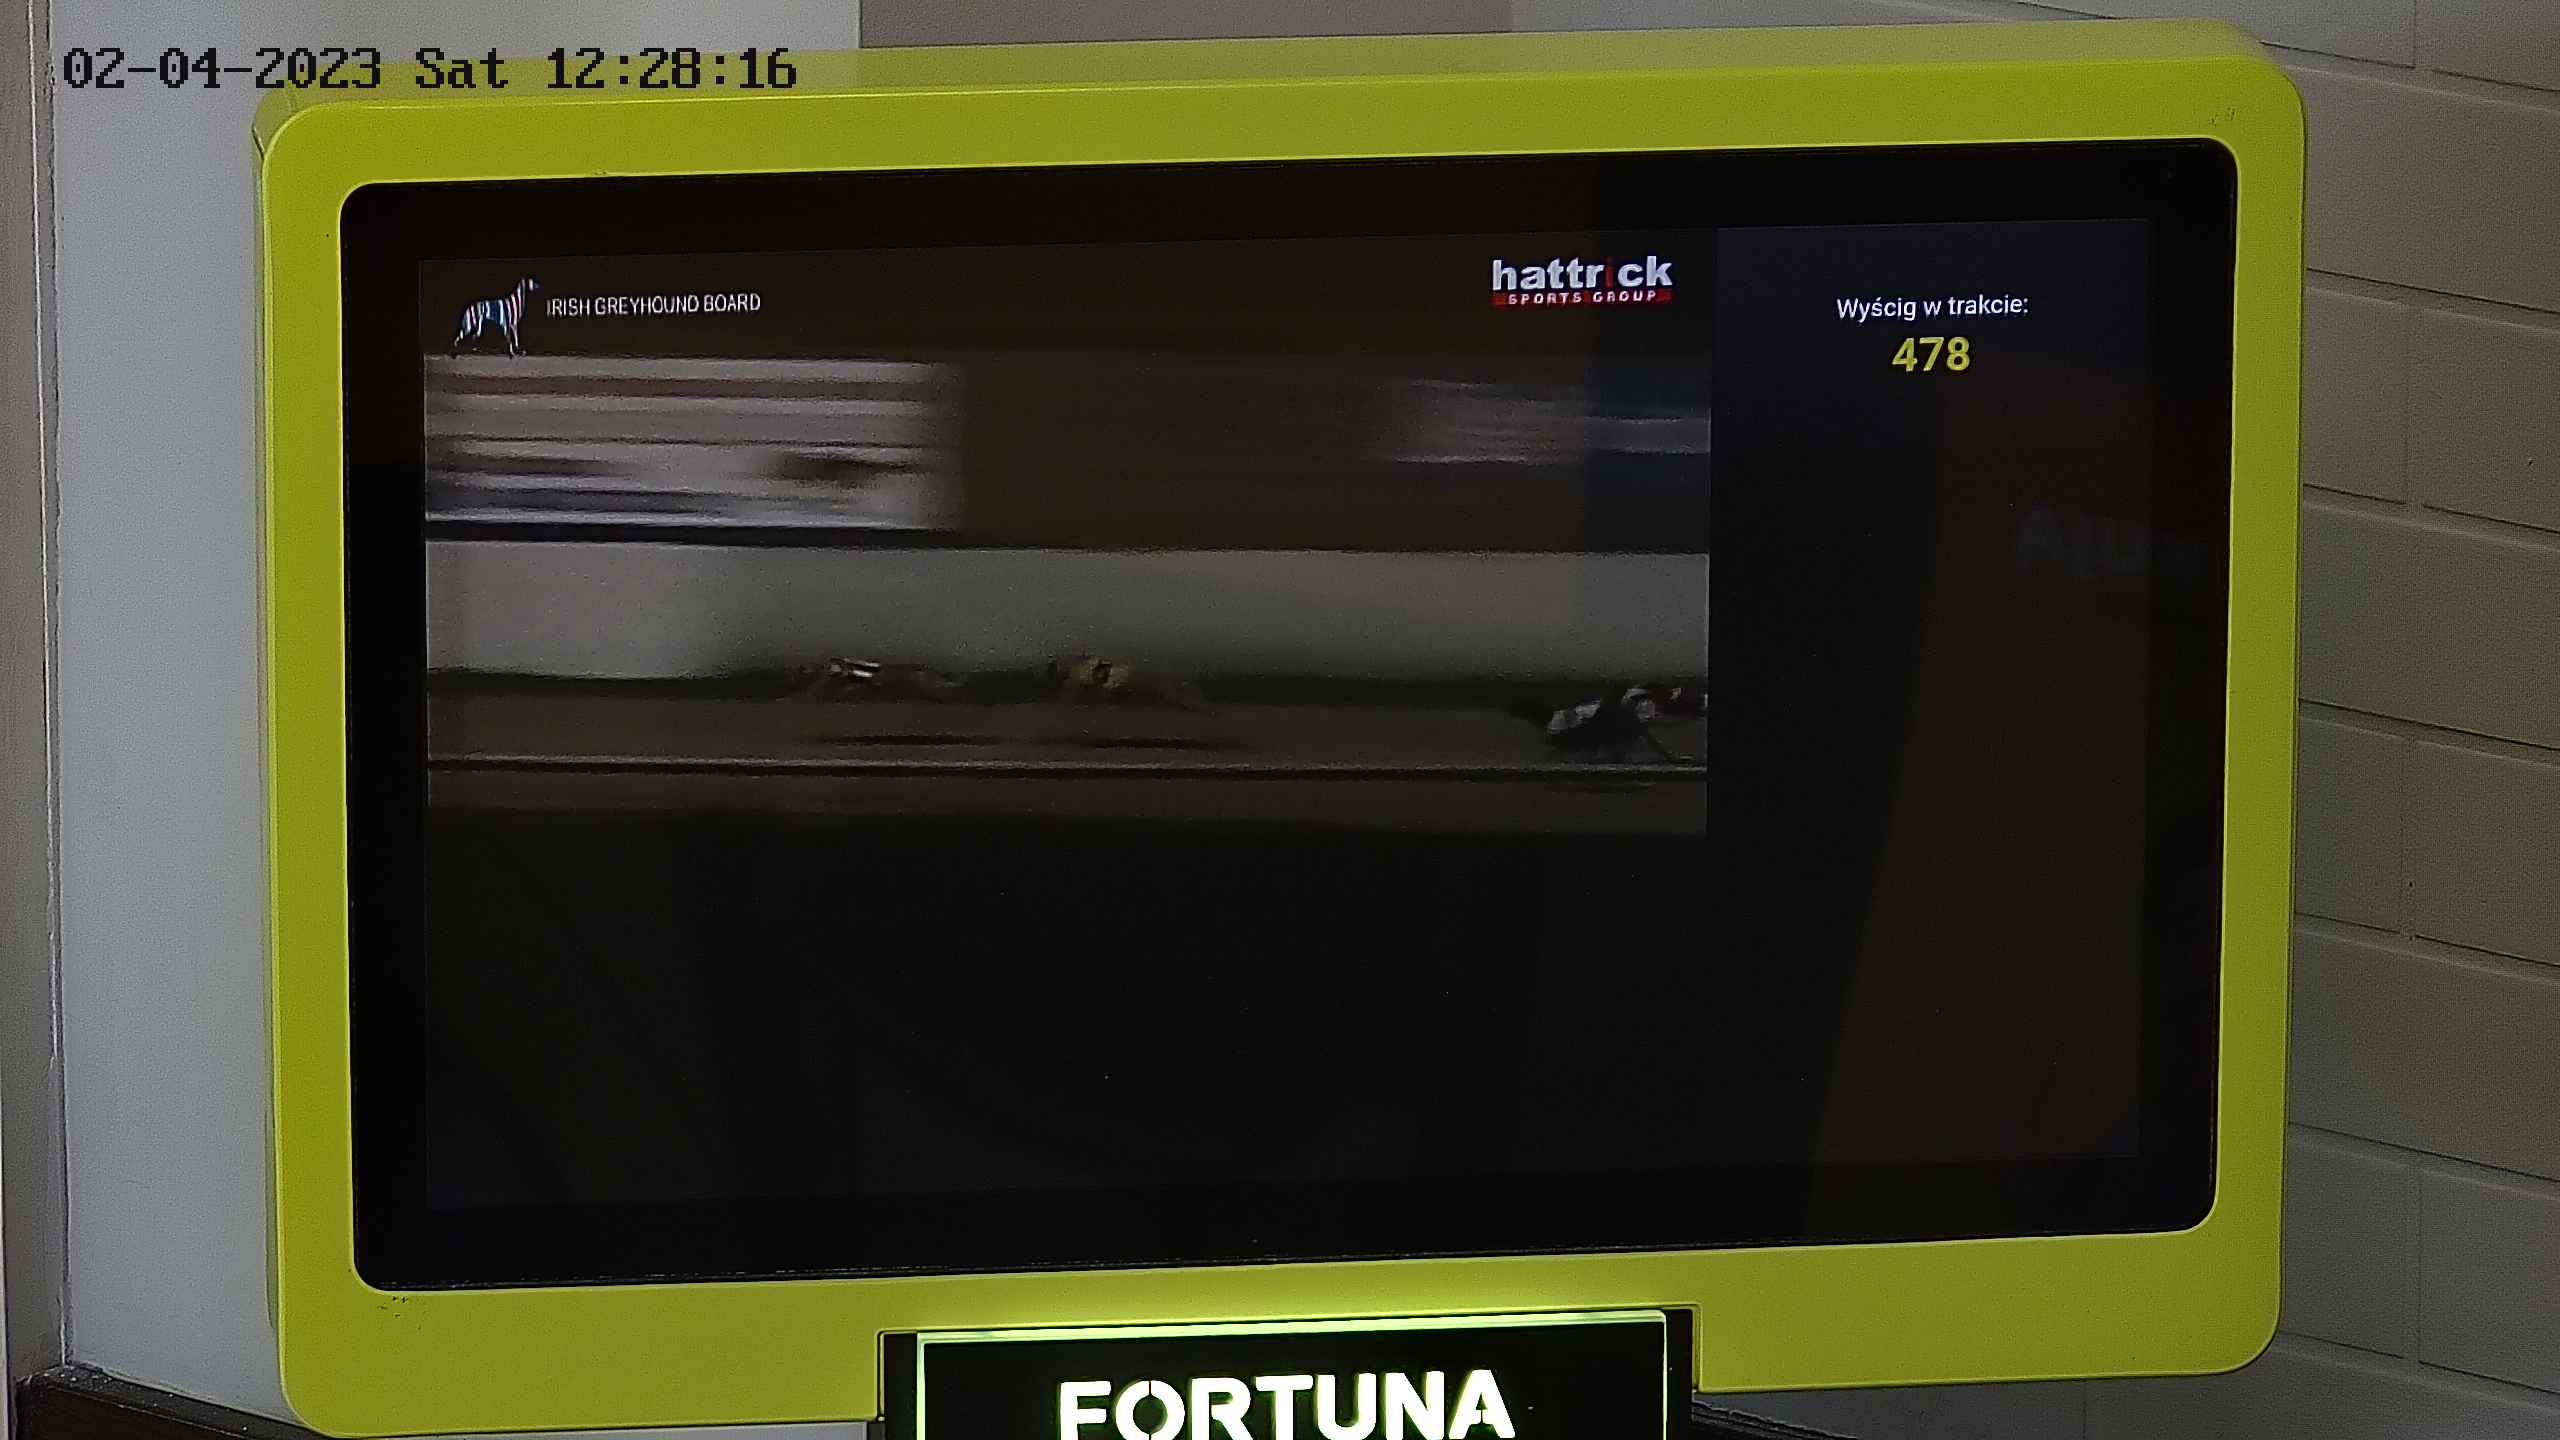 02-04-2023 Sat 12:28:16
IRISH GREYHOUND BOARD
hattrick
SPORTS GROUP
Wyścig w trakcie:
478
FORTUNA